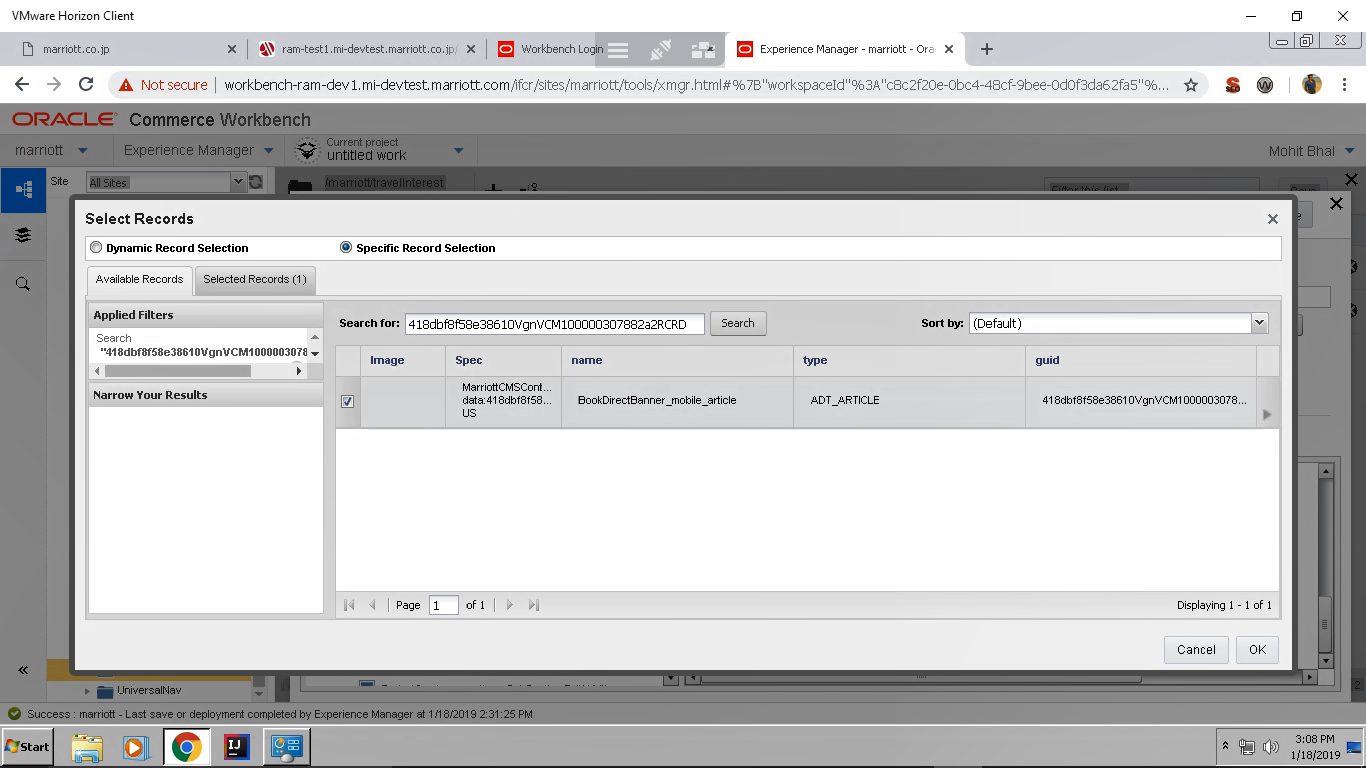 VMware Horizon Client
marriott.co.jp
ram-test1.mi-devtest.marriott.co.jp/
Workbench Login
Experience Manager - marriott - Ora
Not secure
workbench-ram-dev1.mi-devtest.marriott.com/ifcr/sites/marriott/tools/xmgr.html#%7B"workspaceId"%3A"c8c2f20e-0bc4-48cf-9bee-0d0f3da62fa5"%...
ORACLE Commerce Workbench
marriott
Experience Manager
Current project
untitled work
Mohit Bhal
Site
All Sites
/marriott/travelInterest
Filter this list
Select Records
Dynamic Record Selection
Specific Record Selection
Available Records
Selected Records (1)
Applied Filters
Search
"418dbf8f58e38610VgnVCM1000003078
Narrow Your Results
Search for:
418dbf8f58e38610VgnVCM100000307882a2RCRD
Search
Sort by:
(Default)
Image
Spec
name
type
guid
MarriottCMSCont...
data:418dbf8f58...
US
BookDirectBanner_mobile_article
ADT_ARTICLE
418dbf8f58e38610VgnVCM1000003078...
Page
1
of 1
Displaying 1 - 1 of 1
Cancel
OK
UniversalNav
Success : marriott - Last save or deployment completed by Experience Manager at 1/18/2019 2:31:25 PM
2
Start
IJ
3:08 PM
1/18/2019